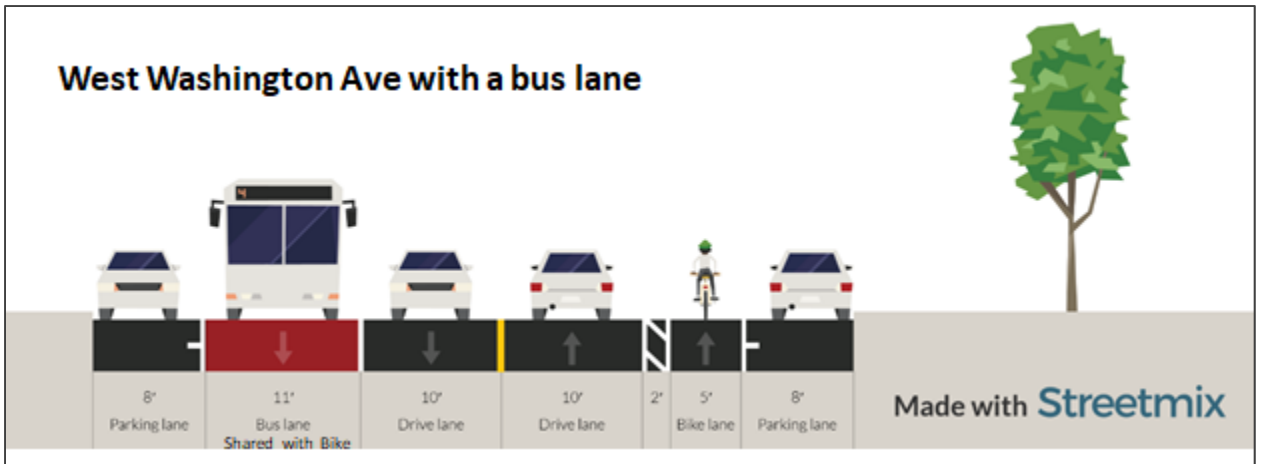 West Washington Ave with a bus lane
4
8' 11' 10' 10' 2' 5' 8'
Parking lane Bus lane Drive lane Drive lane Bike lane Parking lane
Shared with Bike
Made with Streetmix